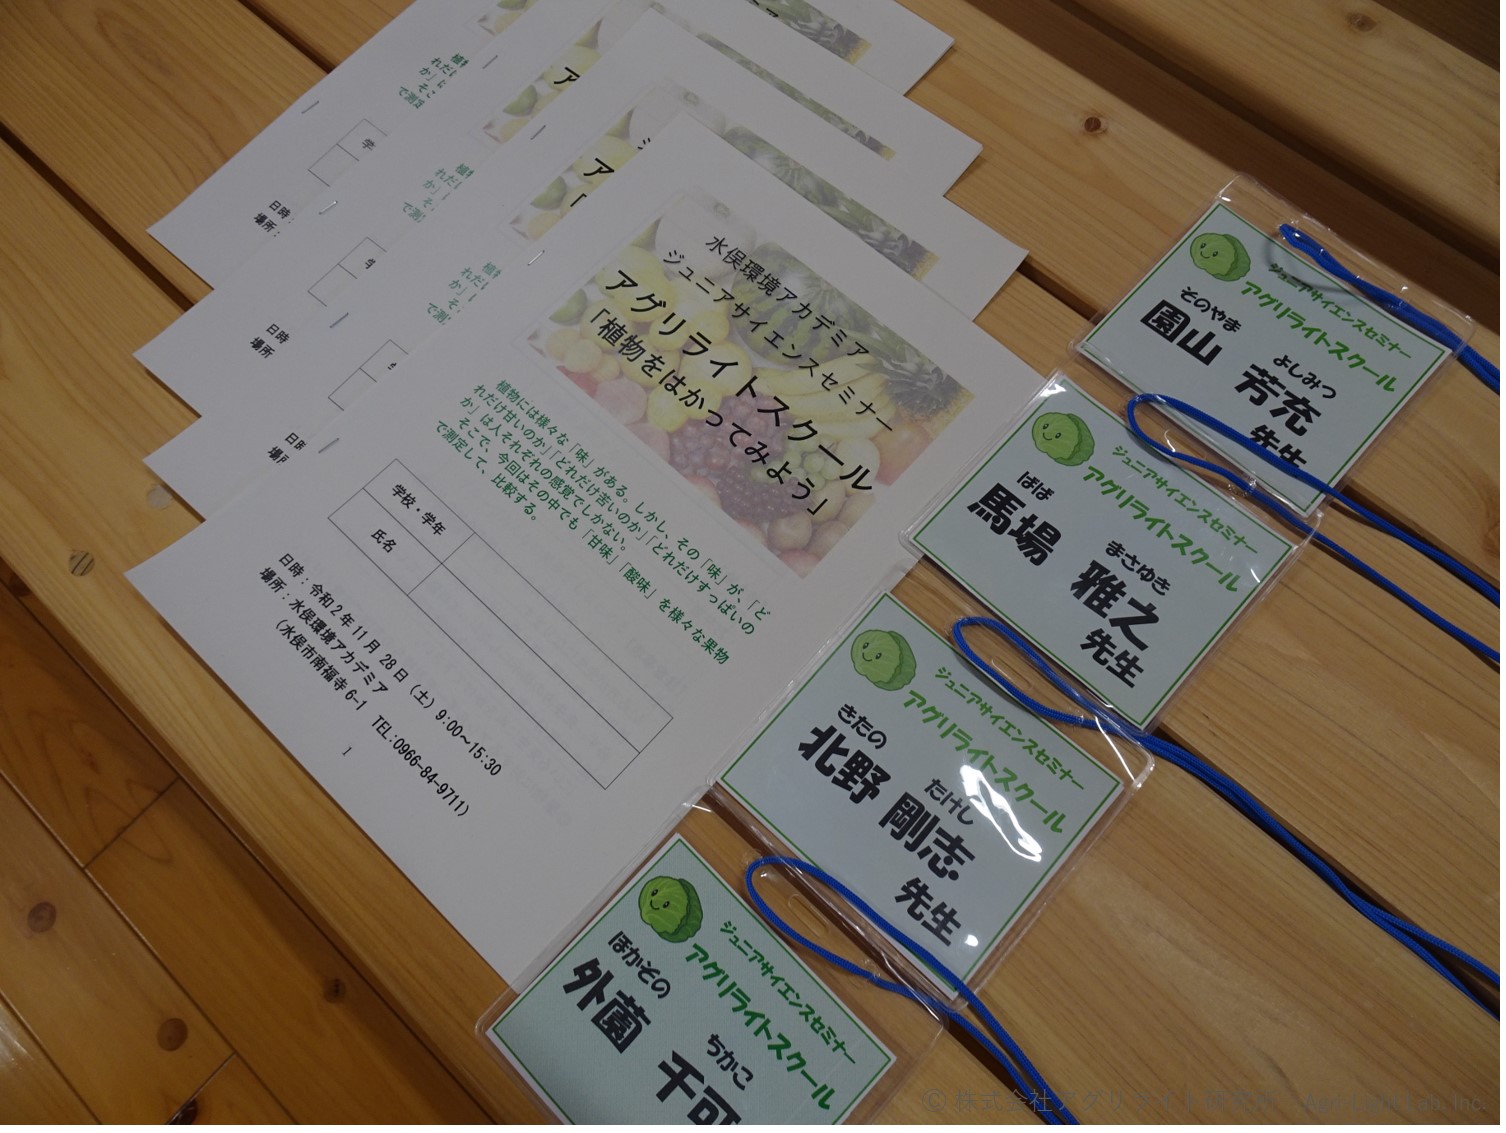 水俣環境アカデミア
ジュニアサイエンスセミナー
アグリライトスクール
「植物をはかってみよう」
植物には様々な「味」がある。しかし、その「味」が、「ど
れだけ甘いのか」「どれだけ苦いのか」「どれだけすっぱいの
か」は人それぞれの感覚でしかない。
そこで、今回はその中でも「甘味」「酸味」を様々な果物
で測定して、比較する。
学校・学年
氏名
日時：令和2年11月28日（土）9:00～15:30
場所：水俣環境アカデミア
（水俣市南福寺6-1 TEL:0966-84-9711）
1
ジュニアサイエンスセミナー
アグリライトスクール
そのやま よしみつ
園山 芳充
先生
ジュニアサイエンスセミナー
アグリライトスクール
ばば まさゆき
馬場 雅之
先生
ジュニアサイエンスセミナー
アグリライトスクール
きたの たけし
北野 剛志
先生
ジュニアサイエンスセミナー
アグリライトスクール
ほかぞの ちかこ
外薗 千可
日時：
場所：
日時
場所